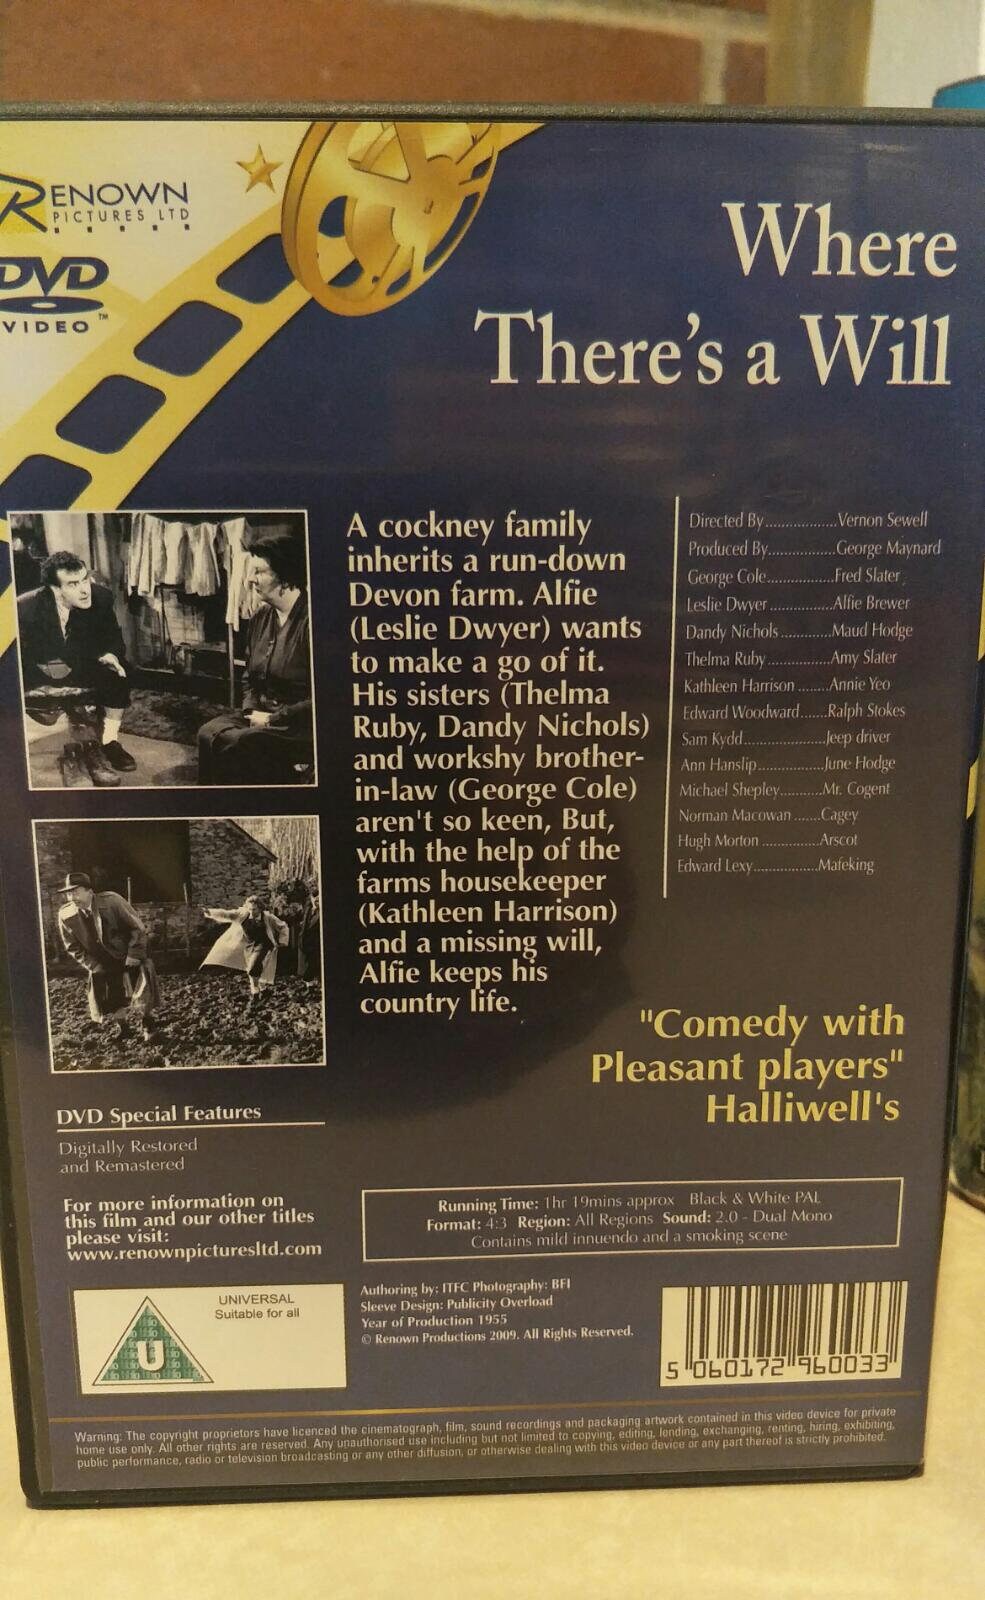 RENOWN
PICTURES LTD
DVD
VIDEO™
Where
There's a Will
A cockney family
inherits a run-down
Devon farm. Alfie
(Leslie Dwyer) wants
to make a go of it.
His sisters (Thelma
Ruby, Dandy Nichols)
and workshy brother-
in-law (George Cole)
aren't so keen, But,
with the help of the
farms housekeeper
(Kathleen Harrison)
and a missing will,
Alfie keeps his
country life.
Directed By..................Vernon Sewell
Produced By.................George Maynard
George Cole.................Fred Slater
Leslie Dwyer ................Alfie Brewer
Dandy Nichols .............Maud Hodge
Thelma Ruby................Amy Slater
Kathleen Harrison ........Annie Yeo
Edward Woodward.......Ralph Stokes
Sam Kydd.....................Jeep driver
Ann Hanslip.................June Hodge
Michael Shepley...........Mr. Cogent
Norman Macowan .......Cagey
Hugh Morton ...............Arscot
Edward Lexy.................Mafeking
"Comedy with
Pleasant players"
Halliwell's
DVD Special Features
Digitally Restored
and Remastered
For more information on
this film and our other titles
please visit:
www.renownpicturesltd.com
Running Time: 1hr 19mins approx Black & White PAL
Format: 4:3 Region: All Regions Sound: 2.0 - Dual Mono
Contains mild innuendo and a smoking scene
U
UNIVERSAL
Suitable for all
Authoring by: ITFC Photography: BFI
Sleeve Design: Publicity Overload
Year of Production 1955
© Renown Productions 2009. All Rights Reserved.
5 060172 960033
Warning: The copyright proprietors have licenced the cinematograph, film, sound recordings and packaging artwork contained in this video device for private
home use only. All other rights are reserved. Any unauthorised use including but not limited to copying, editing, lending, exchanging, renting, hiring, exhibiting,
public performance, radio or television broadcasting or any other diffusion, or otherwise dealing with this video device or any part thereof is strictly prohibited.